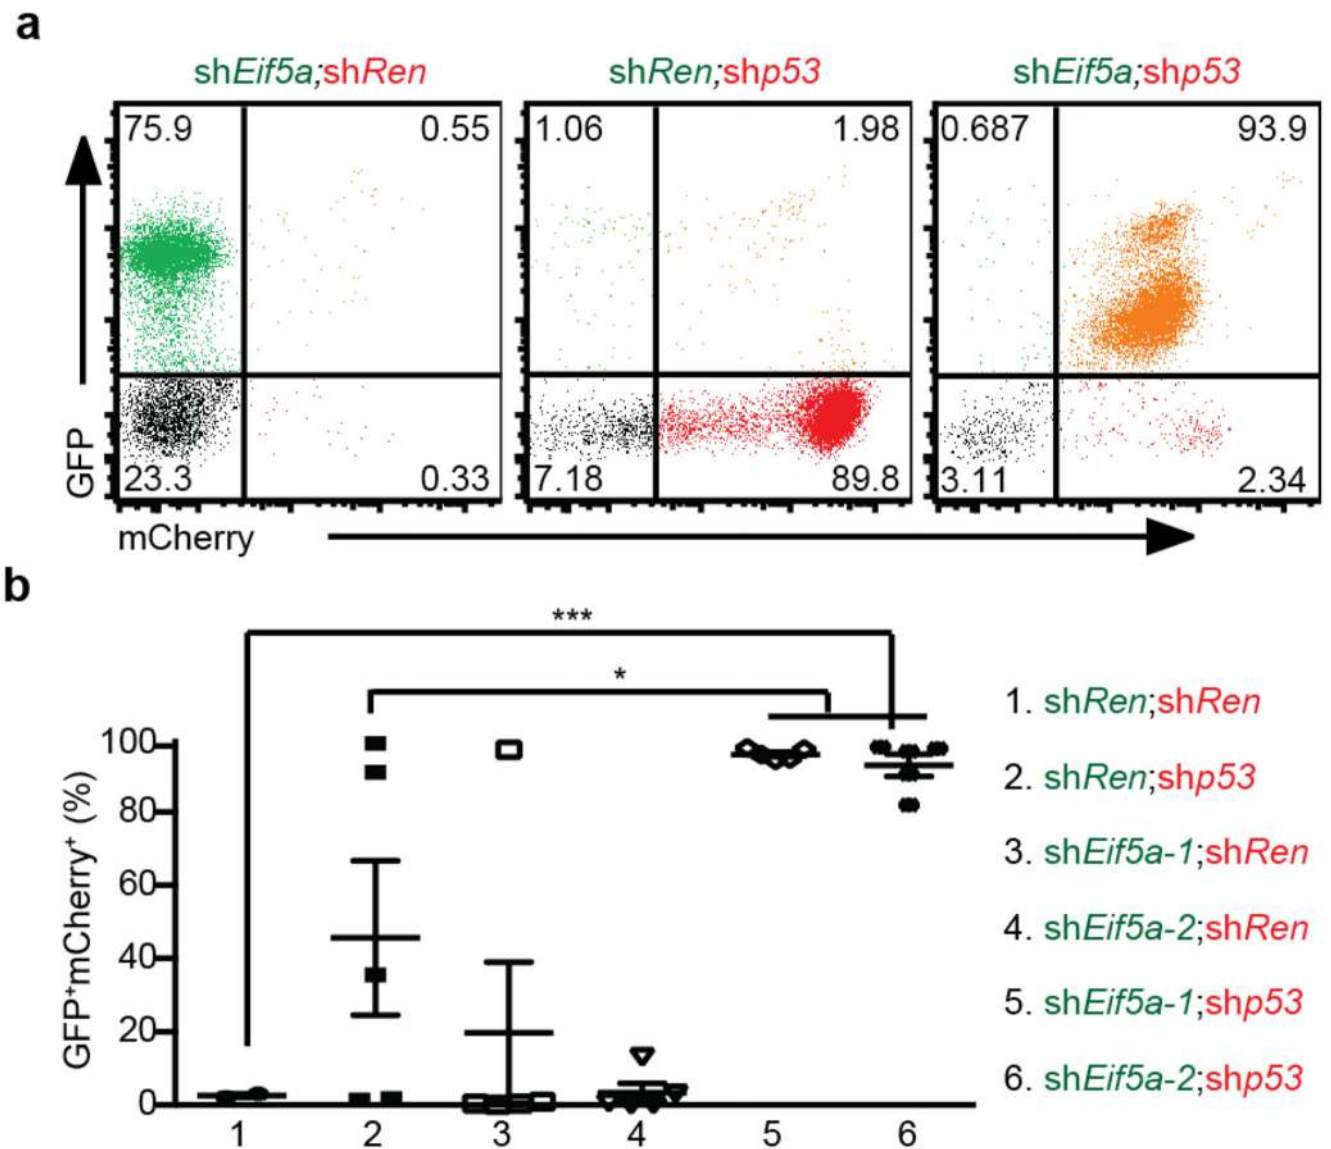 a
shEif5a;shRen
shRen;shp53
shEif5a;shp53
75.9 0.55
1.06 1.98
0.687 93.9
23.3 0.33
7.18 89.8
3.11 2.34
GFP
mCherry
b
***
*
GFP⁺mCherry⁺ (%)
100
80
60
40
20
0
1 2 3 4 5 6
1. shRen;shRen
2. shRen;shp53
3. shEif5a-1;shRen
4. shEif5a-2;shRen
5. shEif5a-1;shp53
6. shEif5a-2;shp53